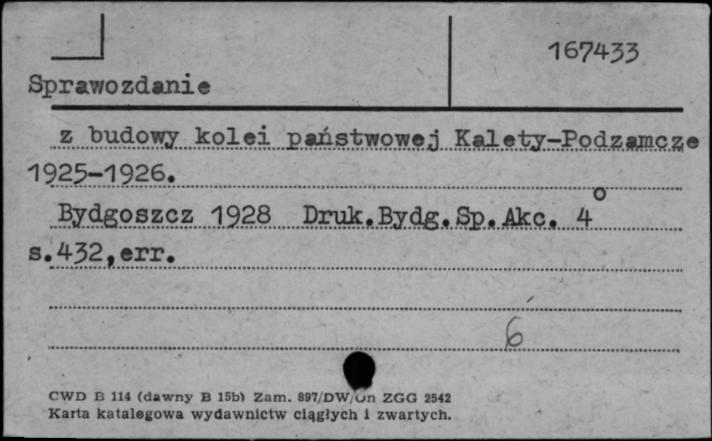 167433
Sprawozdanie
z budowy kolei państwowej Kalety-Podzamcze
1925-1926.
Bydgoszcz 1928 Druk.Bydg.Sp.Akc. 4°
s.432,err.
6
CWD B 114 (dawny B 15b) Zam. 897/DW/Un ZGG 2542
Karta katalogowa wydawnictw ciągłych i zwartych.